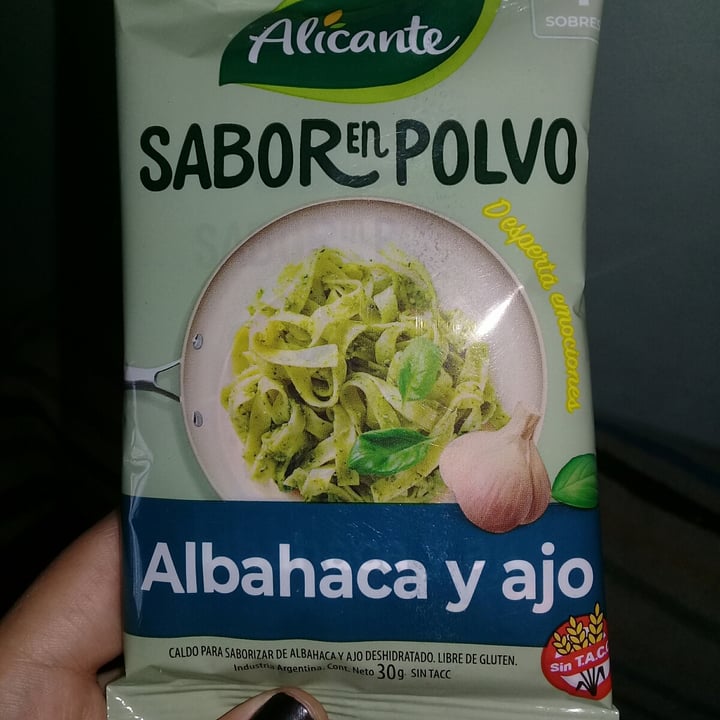 Alicante
SOBRES
SABOR en POLVO
Despertá emociones
Albahaca y ajo
CALDO PARA SABORIZAR DE ALBAHACA Y AJO DESHIDRATADO. LIBRE DE GLUTEN.
Industria Argentina. Cont. Neto 30g. SIN TACC
Sin T.A.C.C.